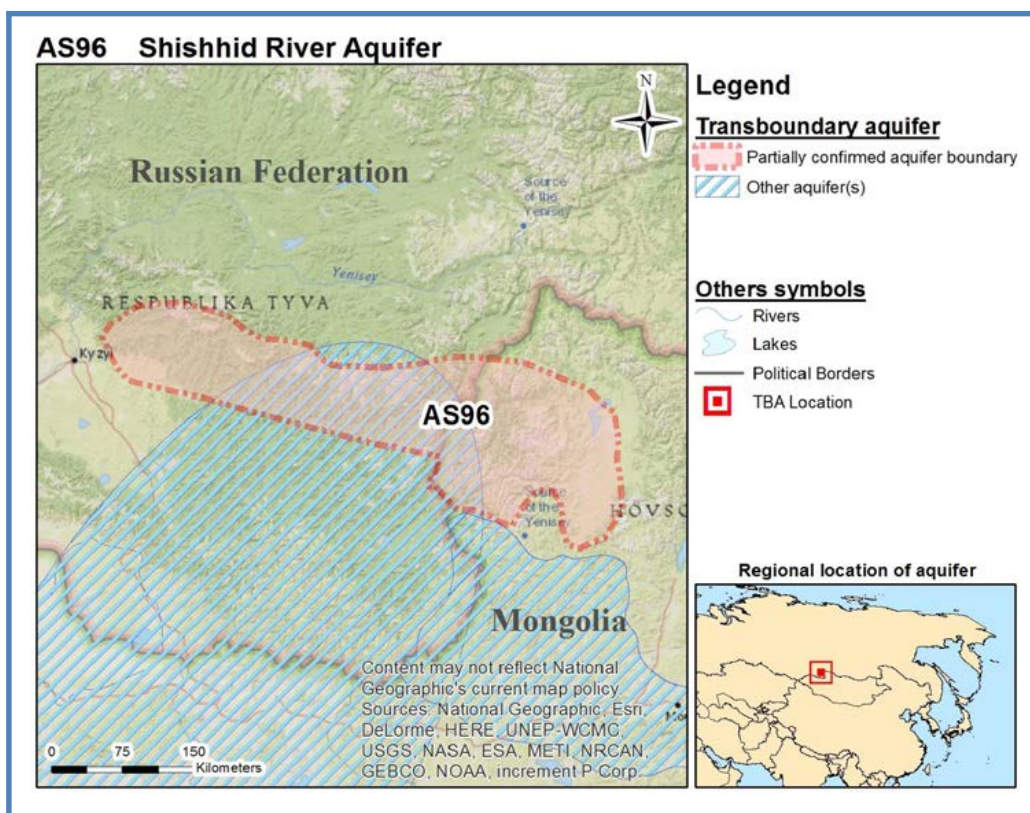 AS96 Shishhid River Aquifer
N
Russian Federation
Source
of the
Yenisey
Yenisey
RESPUBLIKA TYVA
Kyzyl
AS96
Source
of the
Yenisey
HÖVSG
Mongolia
Content may not reflect National
Geographic's current map policy.
Sources: National Geographic, Esri,
DeLorme, HERE, UNEP-WCMC,
USGS, NASA, ESA, METI, NRCAN,
GEBCO, NOAA, increment P Corp.
0 75 150
Kilometers
Legend
Transboundary aquifer
Partially confirmed aquifer boundary
Other aquifer(s)
Others symbols
Rivers
Lakes
Political Borders
TBA Location
Regional location of aquifer